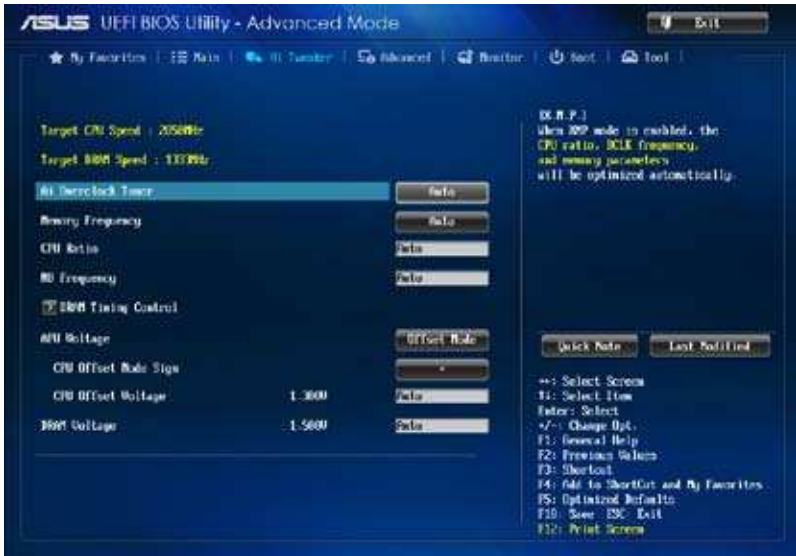 ASUS UEFI BIOS Utility - Advanced Mode
Exit
My Favorites Main Ai Tweaker Advanced Monitor Boot Tool
Target CPU Speed : 2050MHz
Target DRAM Speed : 1333MHz
Ai Overclock Tuner Auto
Memory Frequency Auto
CPU Ratio Auto
NB Frequency Auto
DRAM Timing Control
APU Voltage Offset Mode
CPU Offset Mode Sign
CPU Offset Voltage 1.300V Auto
DRAM Voltage 1.500V Auto
[X.M.P.]
When XMP mode is enabled, the
CPU ratio, BCLK frequency,
and memory parameters
will be optimized automatically.
Quick Note Last Modified
Select Screen
Select Item
Enter: Select
+/-: Change Opt.
F1: General Help
F2: Previous Values
F3: Shortcut
F4: Add to ShortCut and My Favorites
F5: Optimized Defaults
F10: Save ESC: Exit
F12: Print Screen